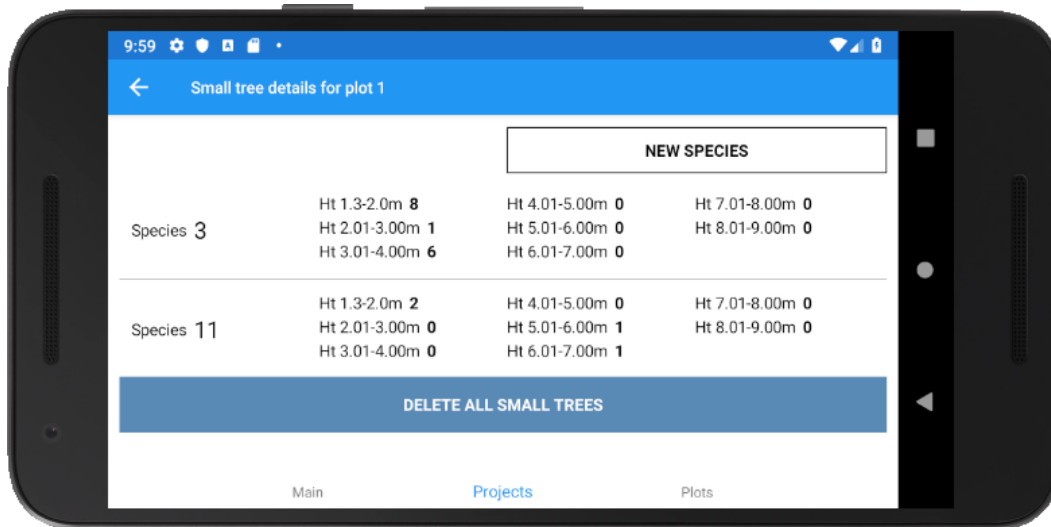 9:59
Small tree details for plot 1
NEW SPECIES
Species 3
Ht 1.3-2.0m 8
Ht 2.01-3.00m 1
Ht 3.01-4.00m 6
Ht 4.01-5.00m 0
Ht 5.01-6.00m 0
Ht 6.01-7.00m 0
Ht 7.01-8.00m 0
Ht 8.01-9.00m 0
Species 11
Ht 1.3-2.0m 2
Ht 2.01-3.00m 0
Ht 3.01-4.00m 0
Ht 4.01-5.00m 0
Ht 5.01-6.00m 1
Ht 6.01-7.00m 1
Ht 7.01-8.00m 0
Ht 8.01-9.00m 0
DELETE ALL SMALL TREES
Main Projects Plots